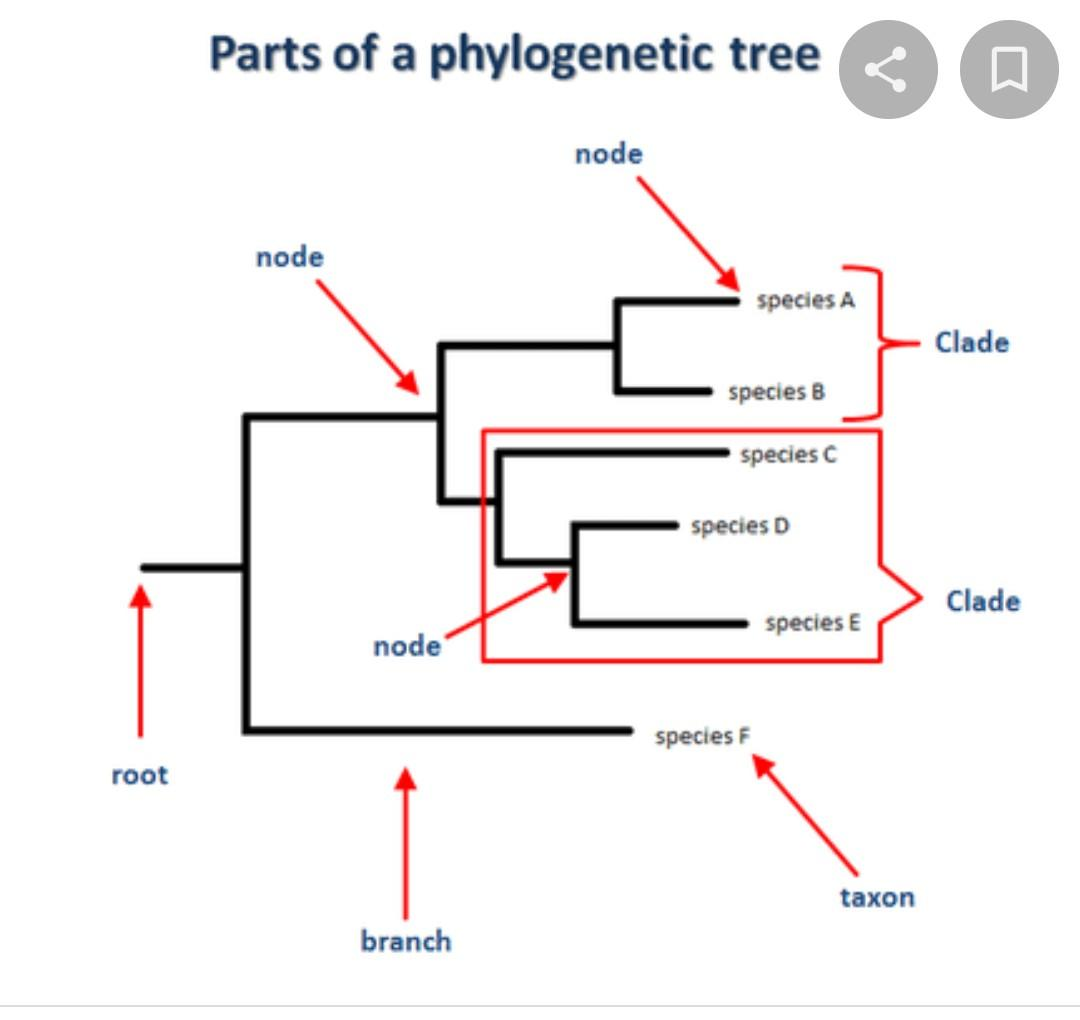 Parts of a phylogenetic tree
node
node
species A
Clade
species B
species C
species D
Clade
species E
node
species F
root
taxon
branch